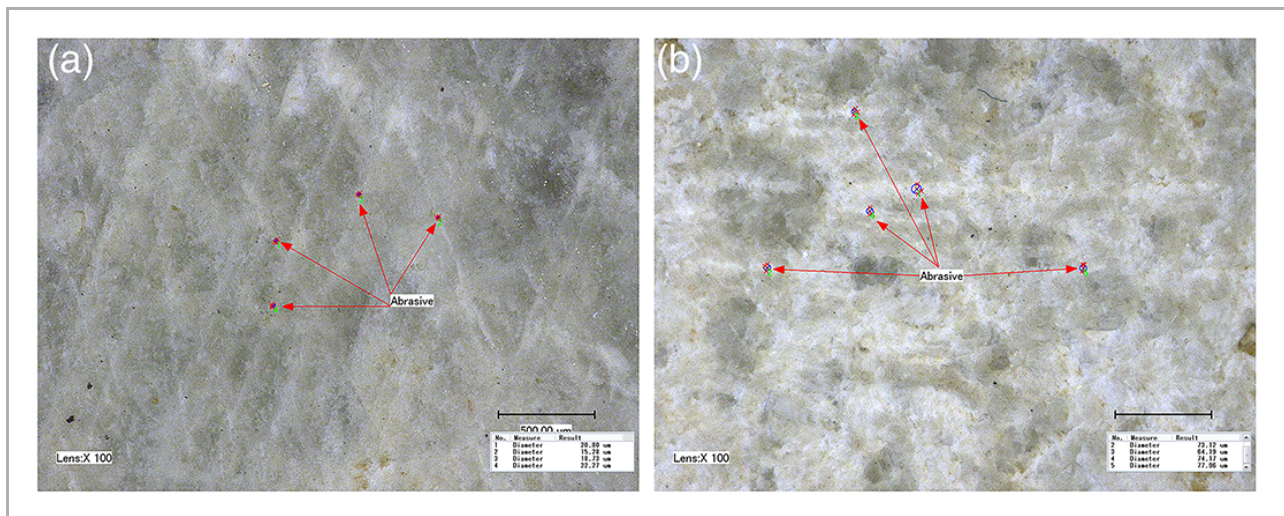 (a)
Abrasive
500.00 um
Lens:X 100
No. Measure Result
1 Diameter 20.80 um
2 Diameter 15.28 um
3 Diameter 18.73 um
4 Diameter 22.27 um
(b)
Abrasive
Lens:X 100
No. Measure Result
2 Diameter 73.12 um
3 Diameter 64.19 um
4 Diameter 74.17 um
5 Diameter 72.96 um